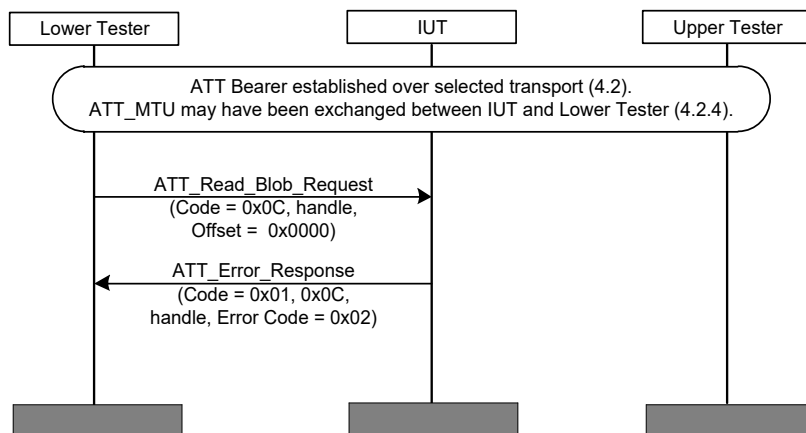 Lower Tester
IUT
Upper Tester
ATT Bearer established over selected transport (4.2).
ATT_MTU may have been exchanged between IUT and Lower Tester (4.2.4).
ATT_Read_Blob_Request
(Code = 0x0C, handle,
Offset = 0x0000)
ATT_Error_Response
(Code = 0x01, 0x0C,
handle, Error Code = 0x02)